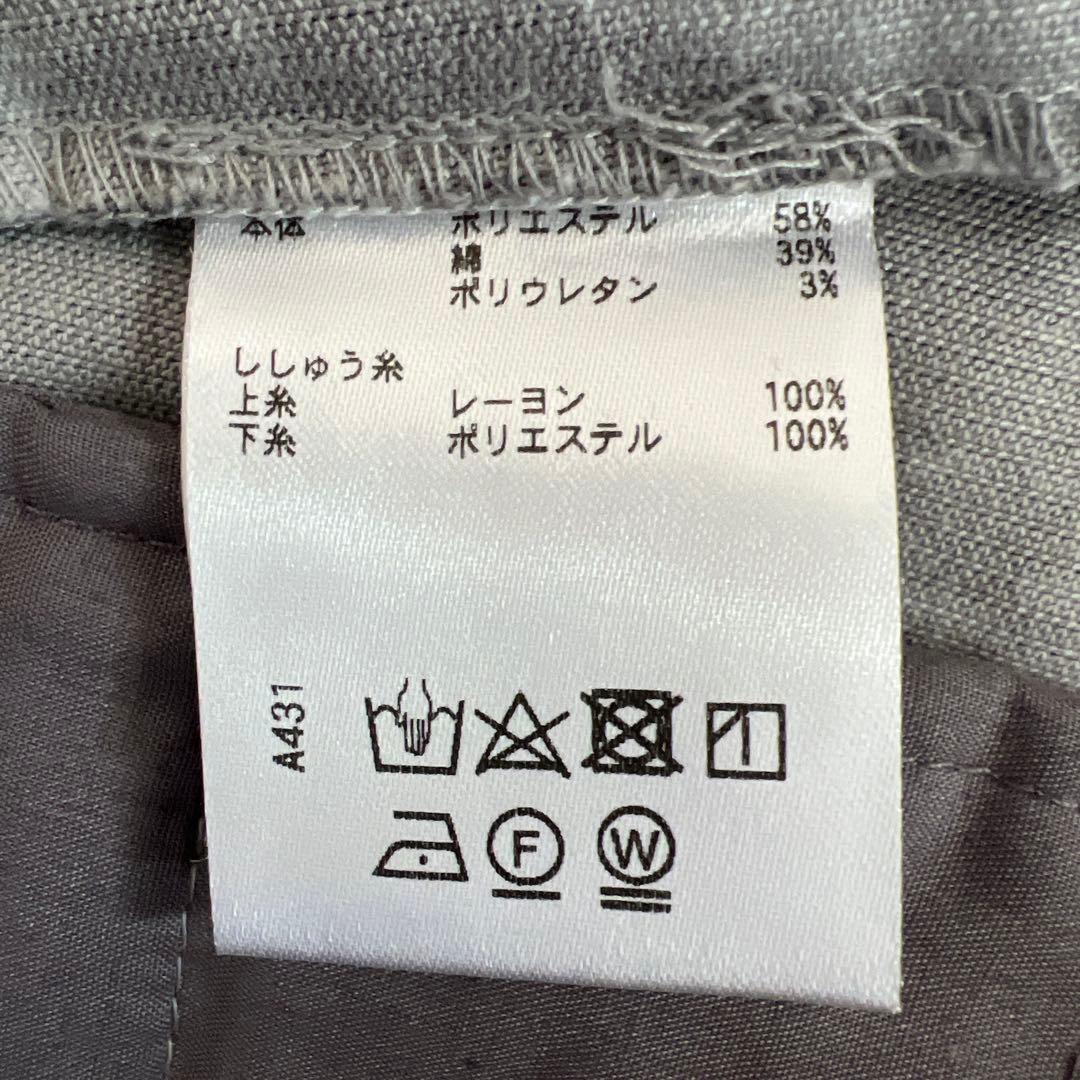 本体 ポリエステル 58%
綿 39%
ポリウレタン 3%
ししゅう糸
上糸 レーヨン 100%
下糸 ポリエステル 100%
A431
F W